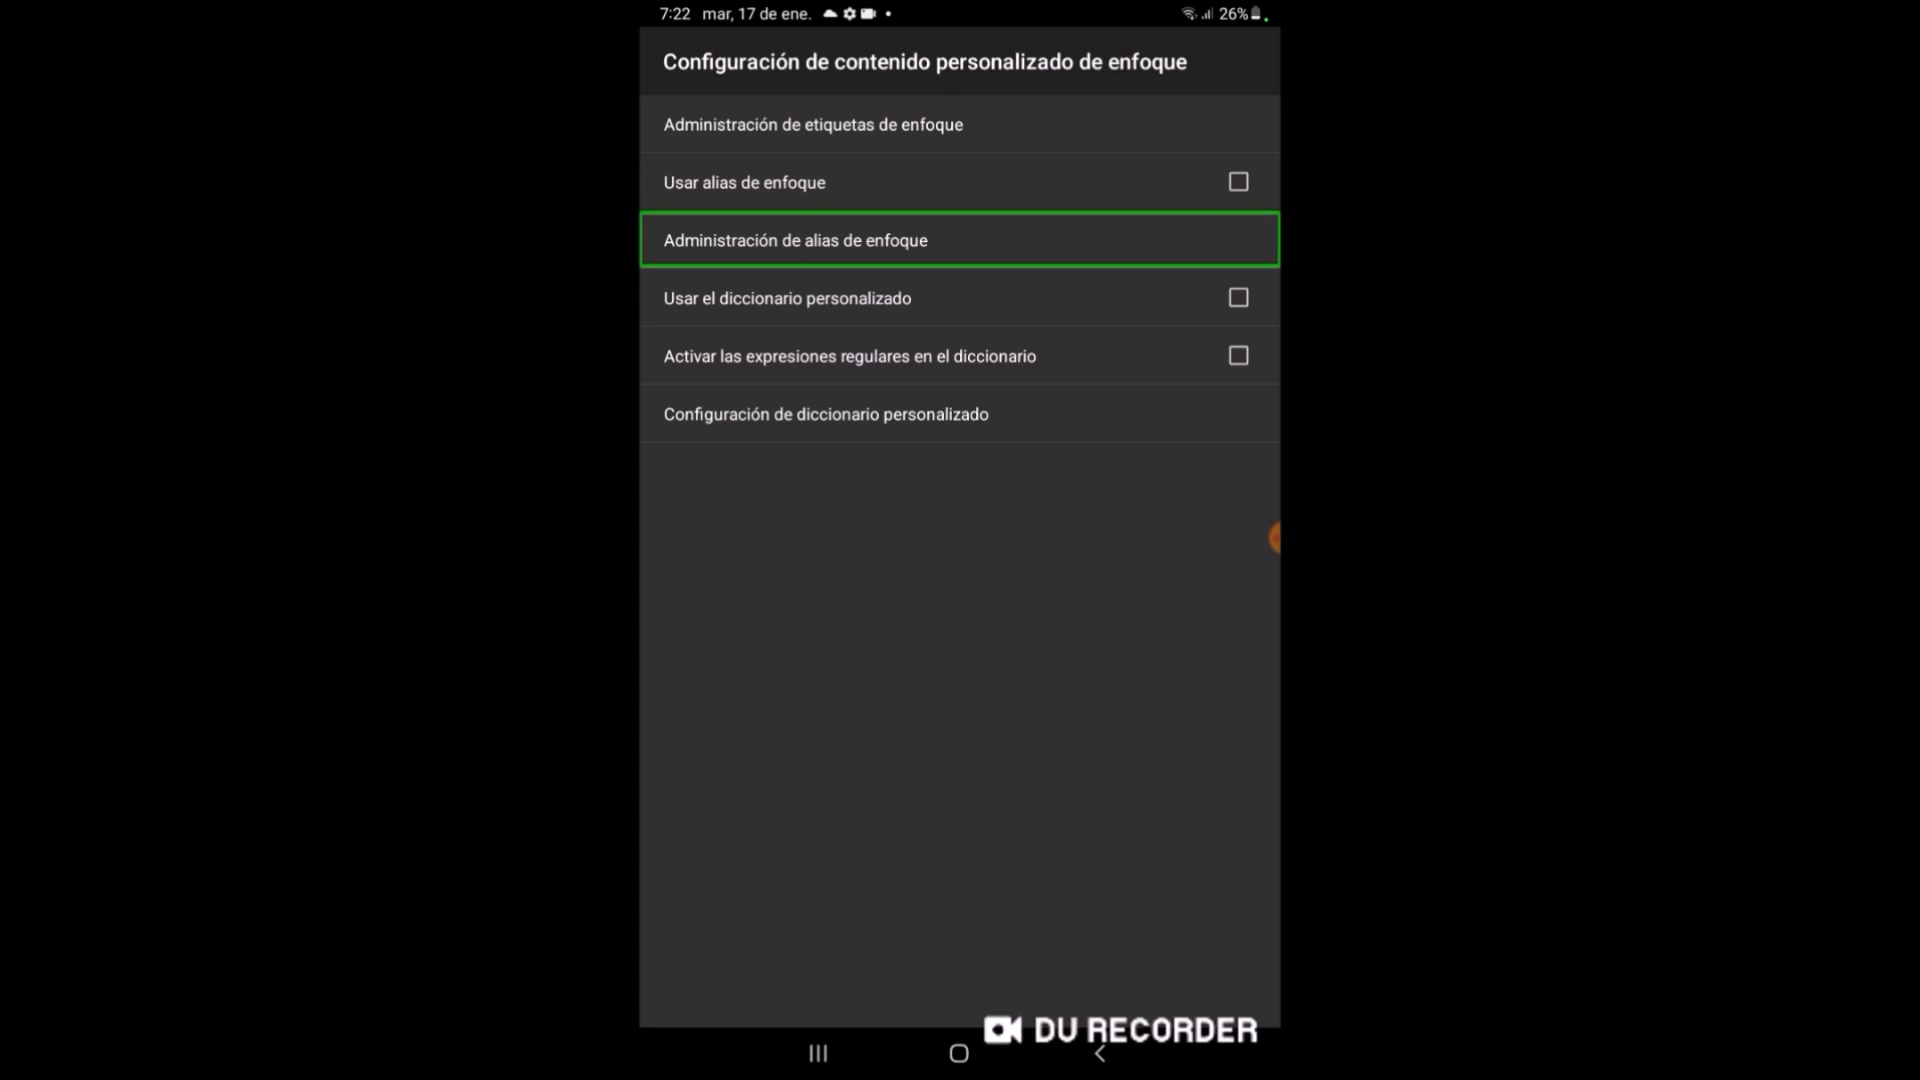 7:22 mar, 17 de ene. 26%
Configuración de contenido personalizado de enfoque
Administración de etiquetas de enfoque
Usar alias de enfoque
Administración de alias de enfoque
Usar el diccionario personalizado
Activar las expresiones regulares en el diccionario
Configuración de diccionario personalizado
DU RECORDER